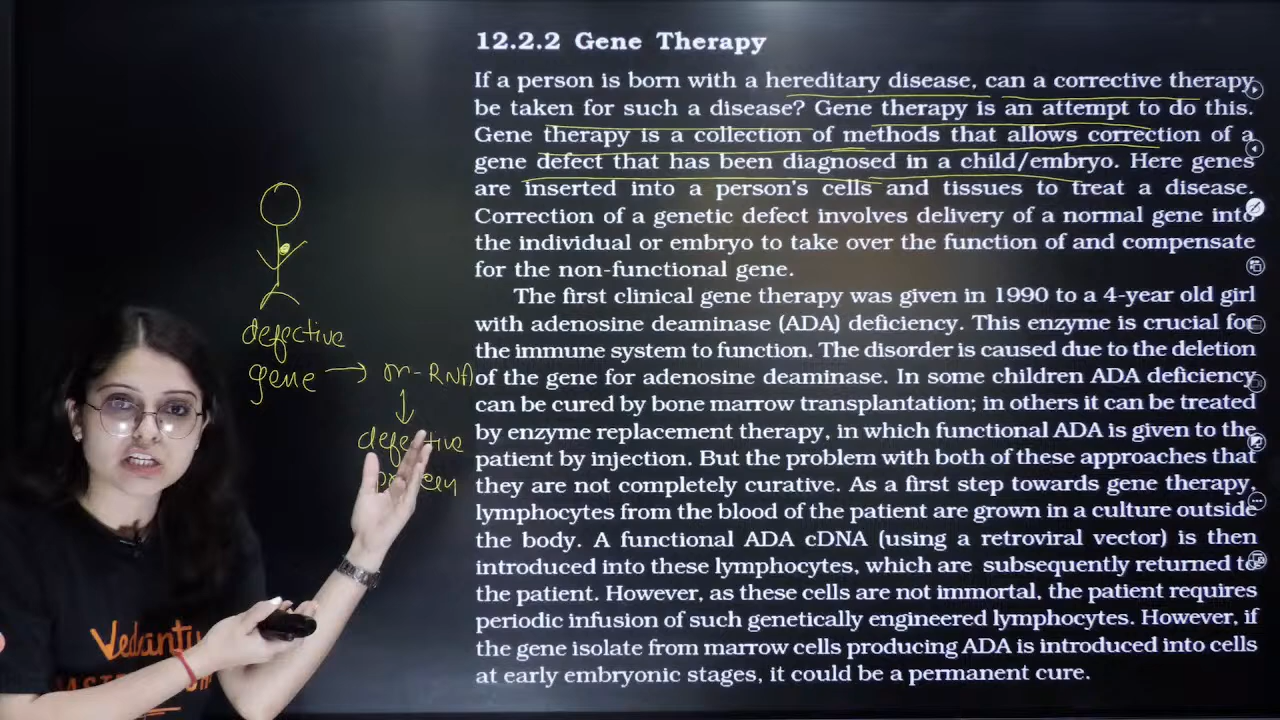 12.2.2 Gene Therapy
If a person is born with a hereditary disease, can a corrective therapy
be taken for such a disease? Gene therapy is an attempt to do this.
Gene therapy is a collection of methods that allows correction of a
gene defect that has been diagnosed in a child/embryo. Here genes
are inserted into a person's cells and tissues to treat a disease.
Correction of a genetic defect involves delivery of a normal gene into
the individual or embryo to take over the function of and compensate
for the non-functional gene.
The first clinical gene therapy was given in 1990 to a 4-year old girl
with adenosine deaminase (ADA) deficiency. This enzyme is crucial for
the immune system to function. The disorder is caused due to the deletion
of the gene for adenosine deaminase. In some children ADA deficiency
can be cured by bone marrow transplantation; in others it can be treated
by enzyme replacement therapy, in which functional ADA is given to the
patient by injection. But the problem with both of these approaches that
they are not completely curative. As a first step towards gene therapy,
lymphocytes from the blood of the patient are grown in a culture outside
the body. A functional ADA cDNA (using a retroviral vector) is then
introduced into these lymphocytes, which are subsequently returned to
the patient. However, as these cells are not immortal, the patient requires
periodic infusion of such genetically engineered lymphocytes. However, if
the gene isolate from marrow cells producing ADA is introduced into cells
at early embryonic stages, it could be a permanent cure.
defective
gene → m-RNA
↓
defective
Vedantu